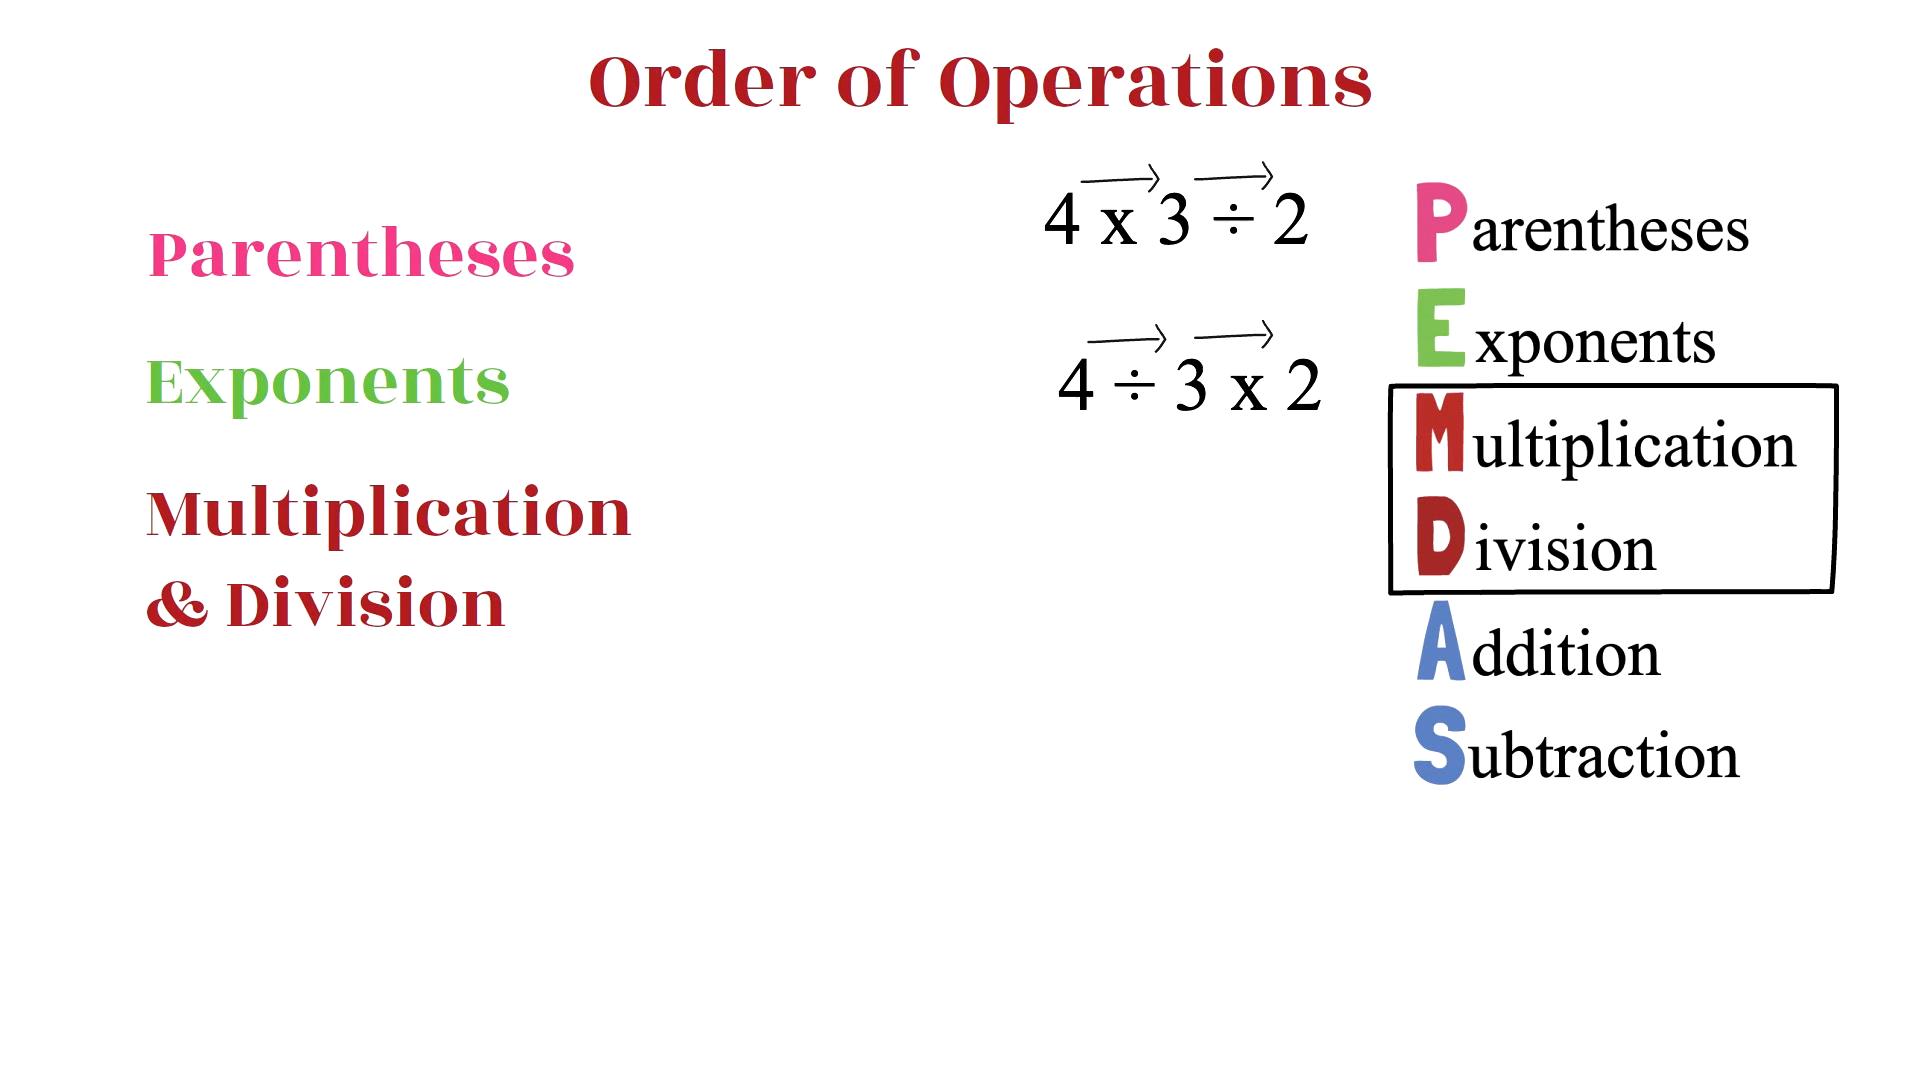 Order of Operations
Parentheses
Exponents
Multiplication
& Division
4 x 3 ÷ 2
4 ÷ 3 x 2
Parentheses
Exponents
Multiplication
Division
Addition
Subtraction